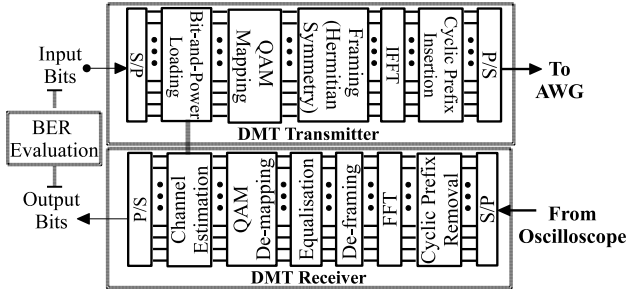 Input
Bits
S/P
Bit-and-Power
Loading
QAM
Mapping
Framing
(Hermitian
Symmetry)
IFFT
Cyclic Prefix
Insertion
P/S
To
AWG
DMT Transmitter
BER
Evaluation
Output
Bits
P/S
Channel
Estimation
QAM
De-mapping
Equalisation
De-framing
FFT
Cyclic Prefix
Removal
S/P
From
Oscilloscope
DMT Receiver